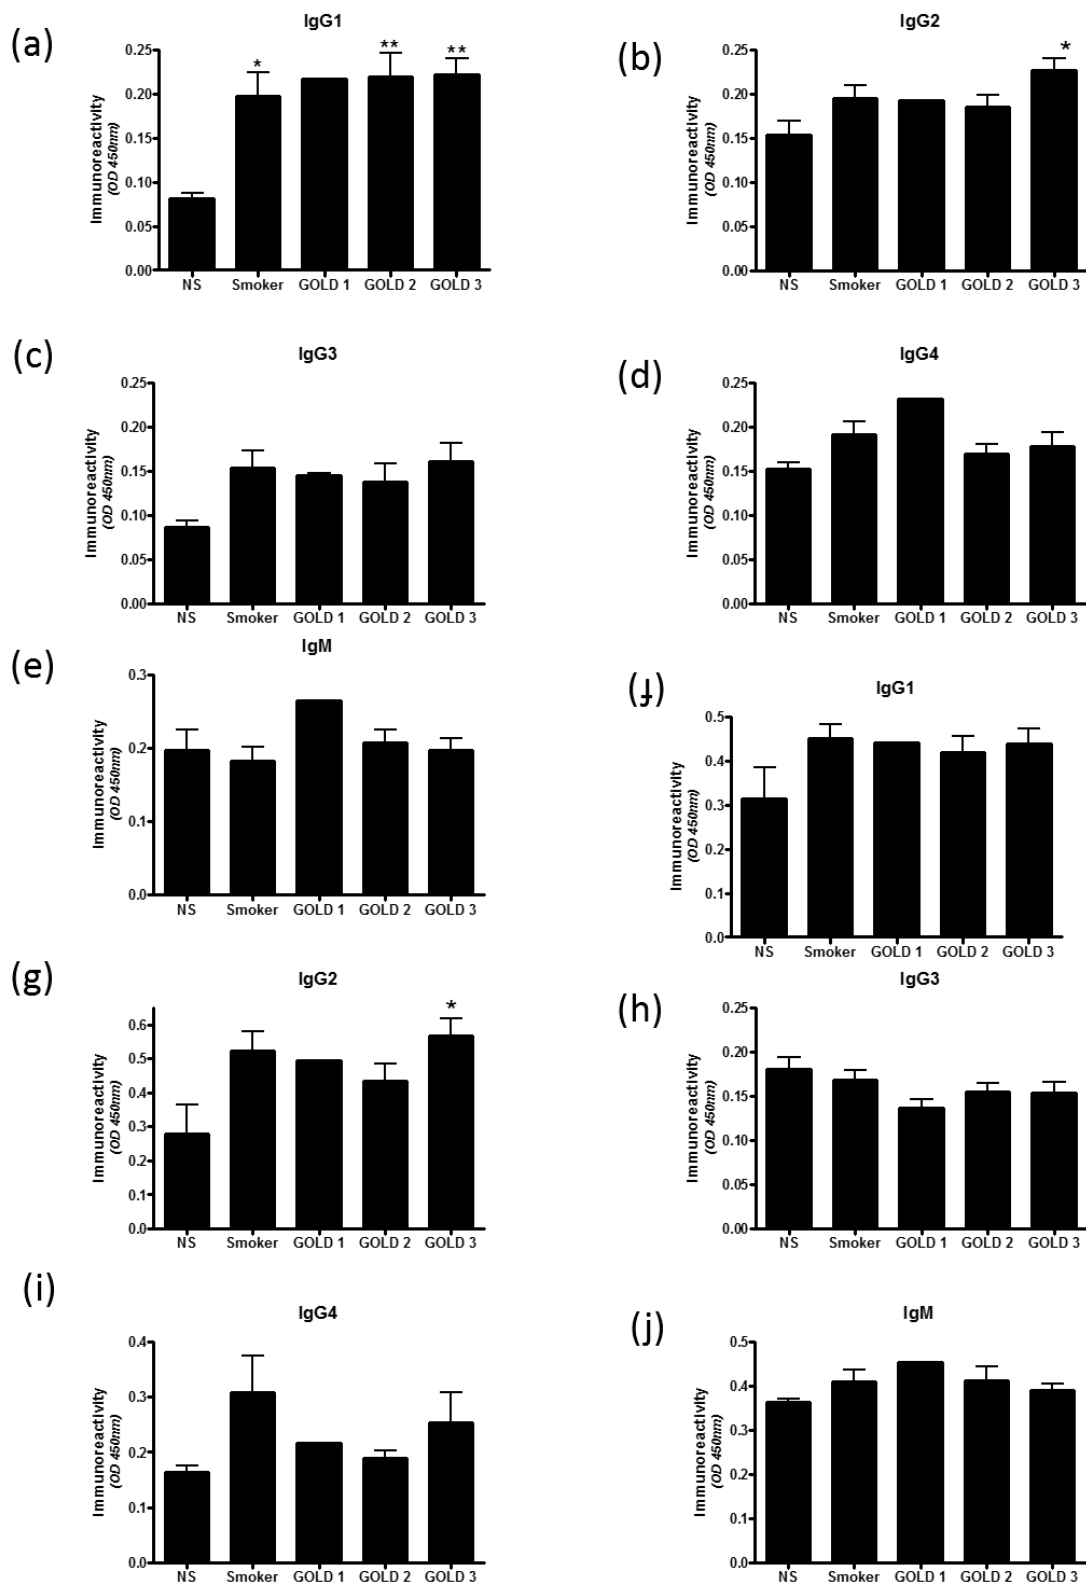 (a)
IgG1
Immunoreactivity
(OD 450nm)
0.25
0.20
0.15
0.10
0.05
0.00
*
**
**
NS Smoker GOLD 1 GOLD 2 GOLD 3
(b)
IgG2
Immunoreactivity
(OD 450nm)
0.25
0.20
0.15
0.10
0.05
0.00
*
NS Smoker GOLD 1 GOLD 2 GOLD 3
(c)
IgG3
Immunoreactivity
(OD 450nm)
0.25
0.20
0.15
0.10
0.05
0.00
NS Smoker GOLD 1 GOLD 2 GOLD 3
(d)
IgG4
Immunoreactivity
(OD 450nm)
0.25
0.20
0.15
0.10
0.05
0.00
NS Smoker GOLD 1 GOLD 2 GOLD 3
(e)
IgM
Immunoreactivity
(OD 450nm)
0.3
0.2
0.1
0.0
NS Smoker GOLD 1 GOLD 2 GOLD 3
(f)
IgG1
Immunoreactivity
(OD 450nm)
0.5
0.4
0.3
0.2
0.1
0.0
NS Smoker GOLD 1 GOLD 2 GOLD 3
(g)
IgG2
Immunoreactivity
(OD 450nm)
0.6
0.5
0.4
0.3
0.2
0.1
0.0
*
NS Smoker GOLD 1 GOLD 2 GOLD 3
(h)
IgG3
Immunoreactivity
(OD 450nm)
0.25
0.20
0.15
0.10
0.05
0.00
NS Smoker GOLD 1 GOLD 2 GOLD 3
(i)
IgG4
Immunoreactivity
(OD 450nm)
0.4
0.3
0.2
0.1
0.0
NS Smoker GOLD 1 GOLD 2 GOLD 3
(j)
IgM
Immunoreactivity
(OD 450nm)
0.5
0.4
0.3
0.2
0.1
0.0
NS Smoker GOLD 1 GOLD 2 GOLD 3